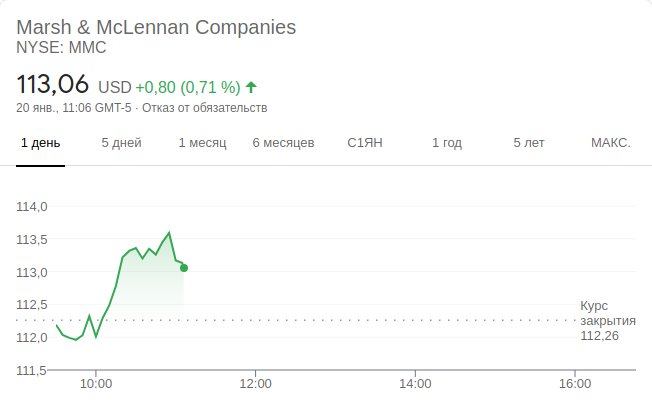 Marsh & McLennan Companies
NYSE: MMC
113,06 USD +0,80 (0,71 %)
20 янв., 11:06 GMT-5 · Отказ от обязательств
1 день 5 дней 1 месяц 6 месяцев С1ЯН 1 год 5 лет МАКС.
114,0
113,5
113,0
112,5
112,0
111,5
Курс
закрытия
112,26
10:00 12:00 14:00 16:00